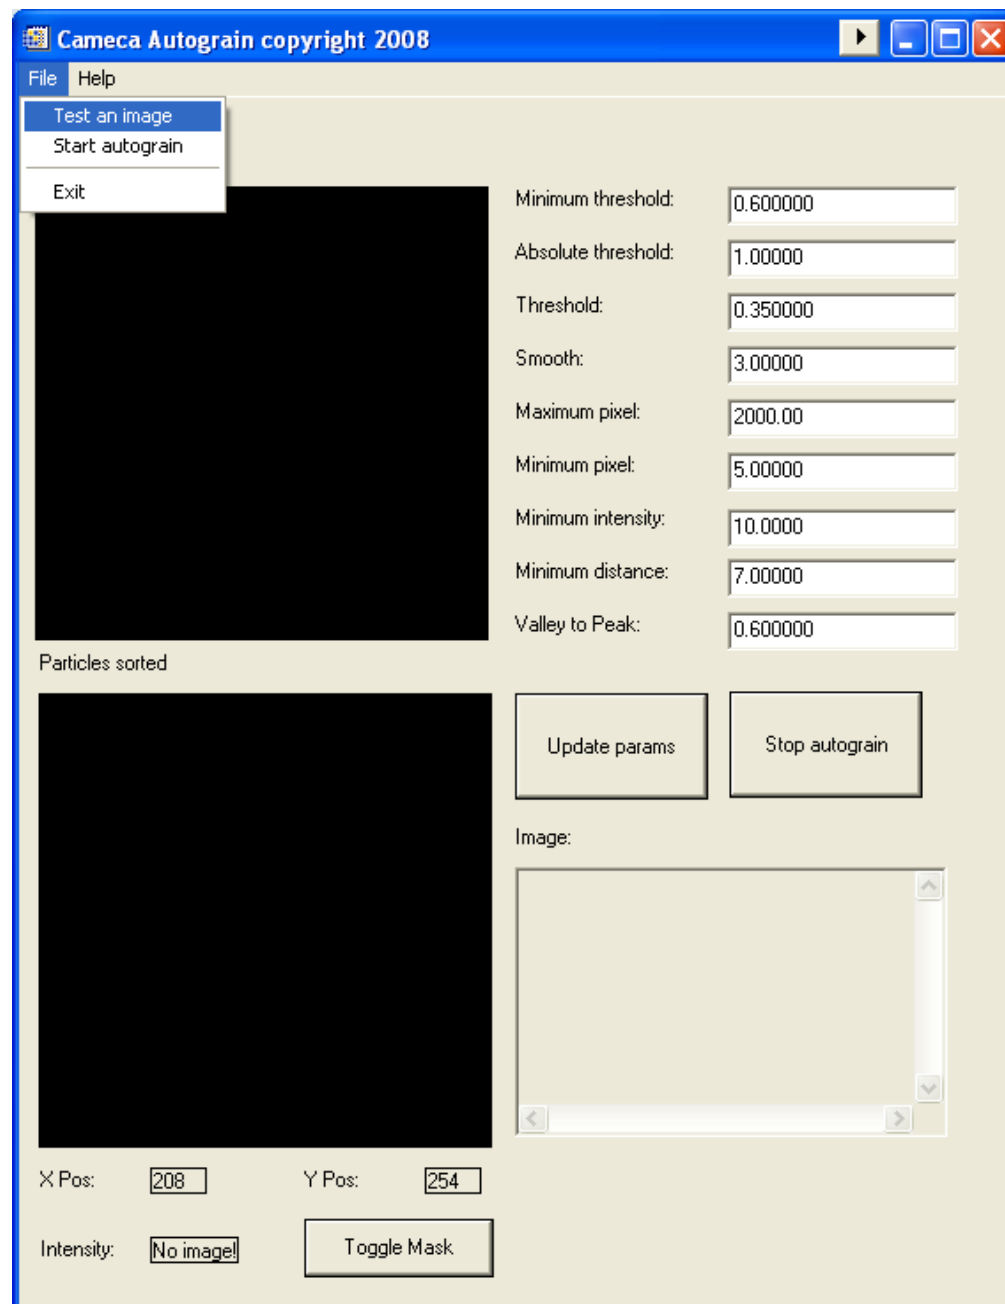 Cameca Autograin copyright 2008
File Help
Test an image
Start autograin
Exit
Minimum threshold: 0.600000
Absolute threshold: 1.00000
Threshold: 0.350000
Smooth: 3.00000
Maximum pixel: 2000.00
Minimum pixel: 5.00000
Minimum intensity: 10.0000
Minimum distance: 7.00000
Valley to Peak: 0.600000
Particles sorted
Update params Stop autograin
Image:
X Pos: 208 Y Pos: 254
Intensity: No image! Toggle Mask